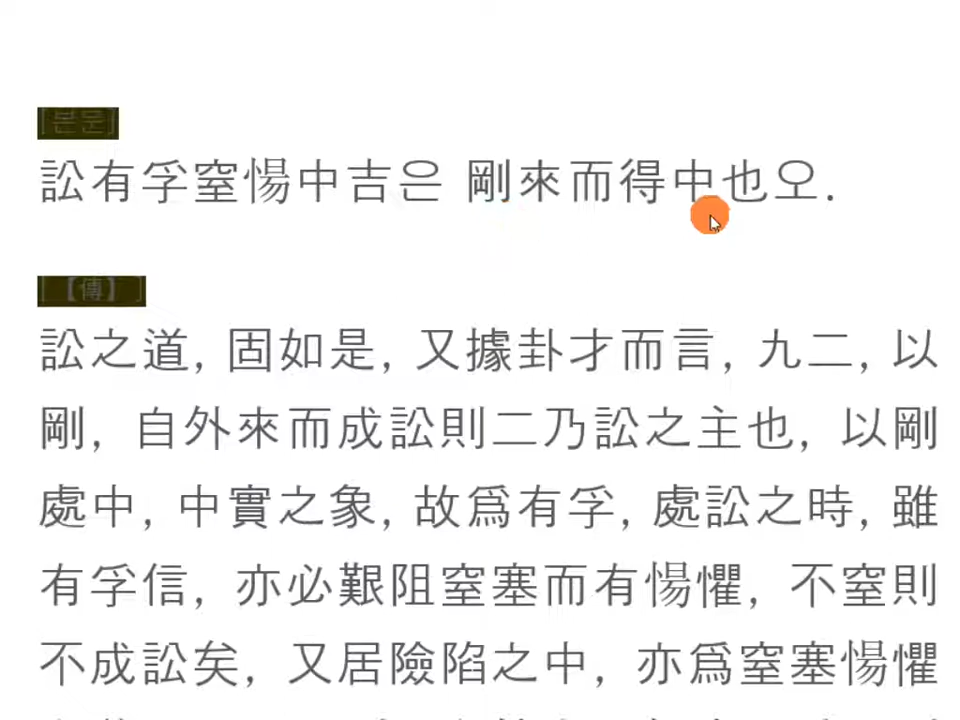 [본문]
訟有孚窒惕中吉은 剛來而得中也오.
[【傳】]
訟之道, 固如是, 又據卦才而言, 九二, 以
剛, 自外來而成訟則二乃訟之主也, 以剛
處中, 中實之象, 故爲有孚, 處訟之時, 雖
有孚信, 亦必艱阻窒塞而有惕懼, 不窒則
不成訟矣, 又居險陷之中, 亦爲窒塞惕懼